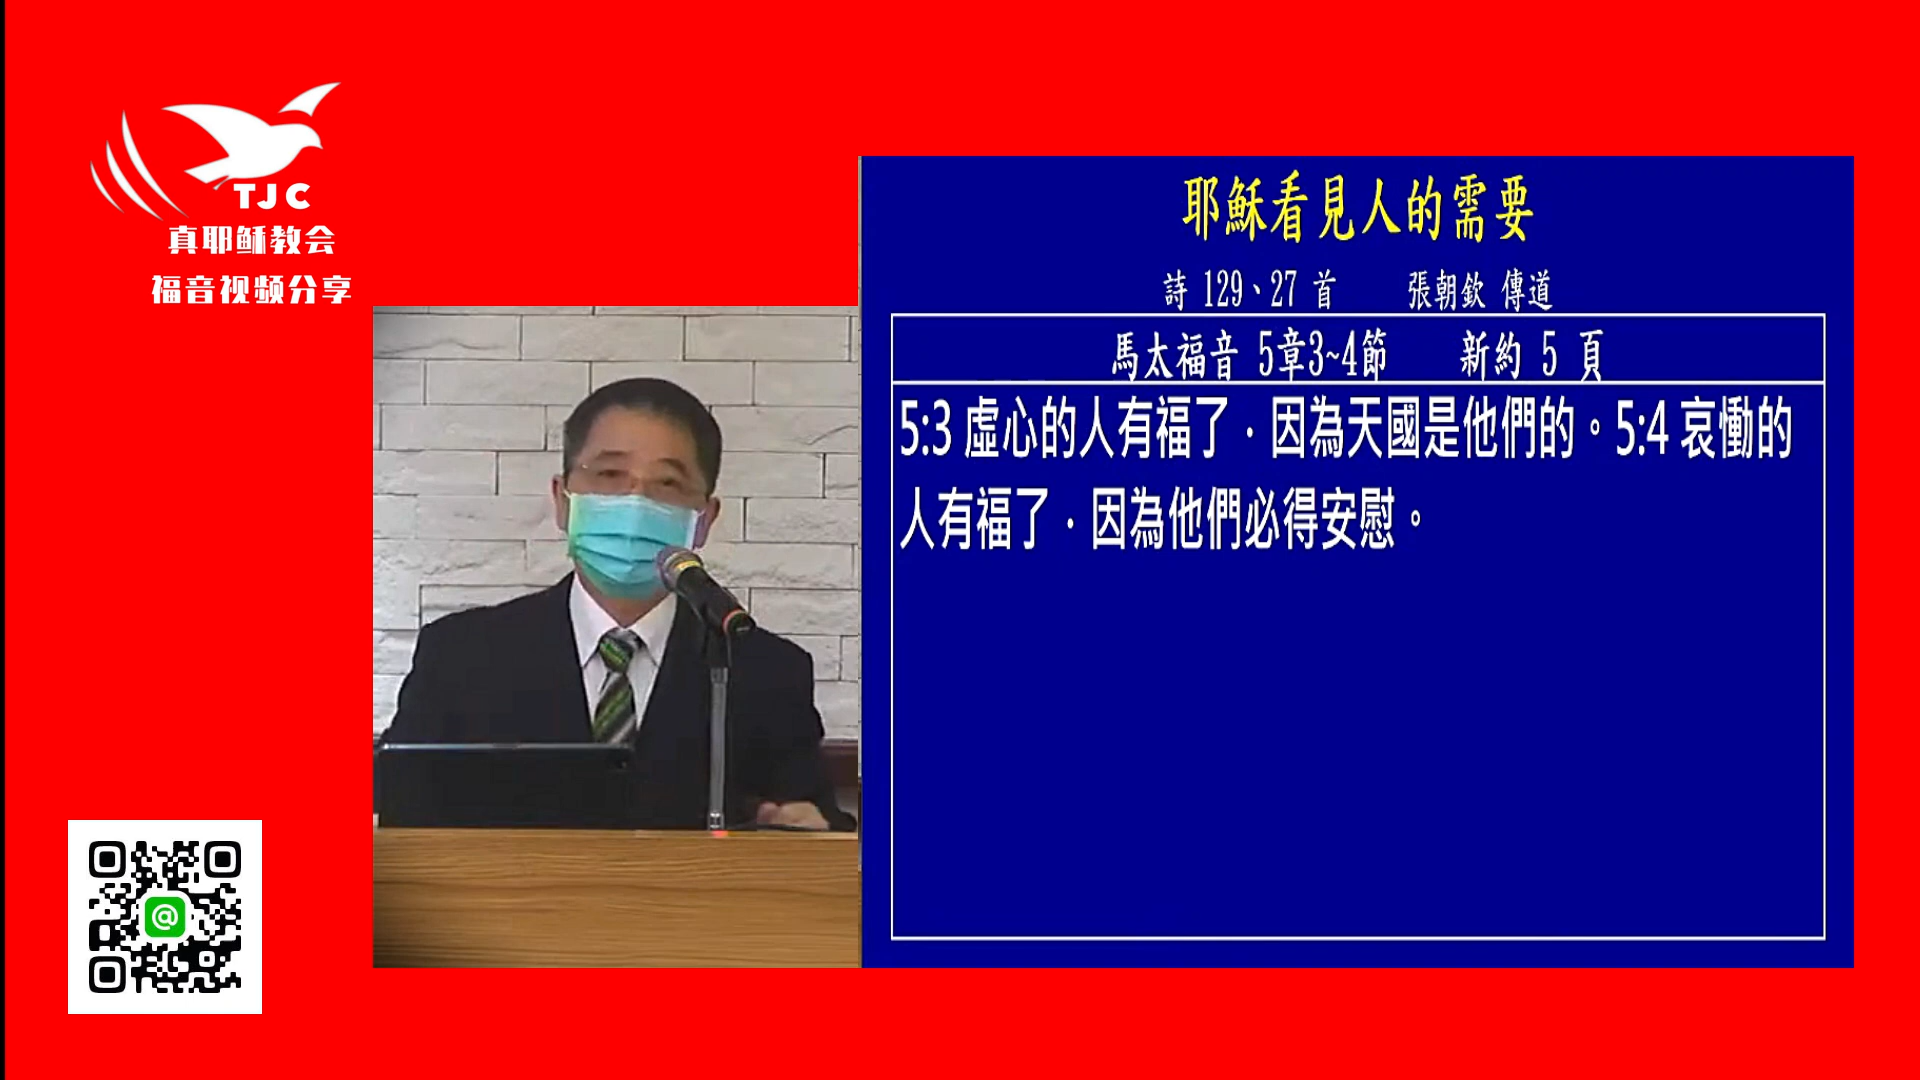 TJC
真耶稣教会
福音视频分享
耶穌看見人的需要
詩 129、27 首 張朝欽 傳道
馬太福音 5章3~4節 新約 5 頁
5:3 虛心的人有福了．因為天國是他們的。5:4 哀慟的
人有福了．因為他們必得安慰。
@